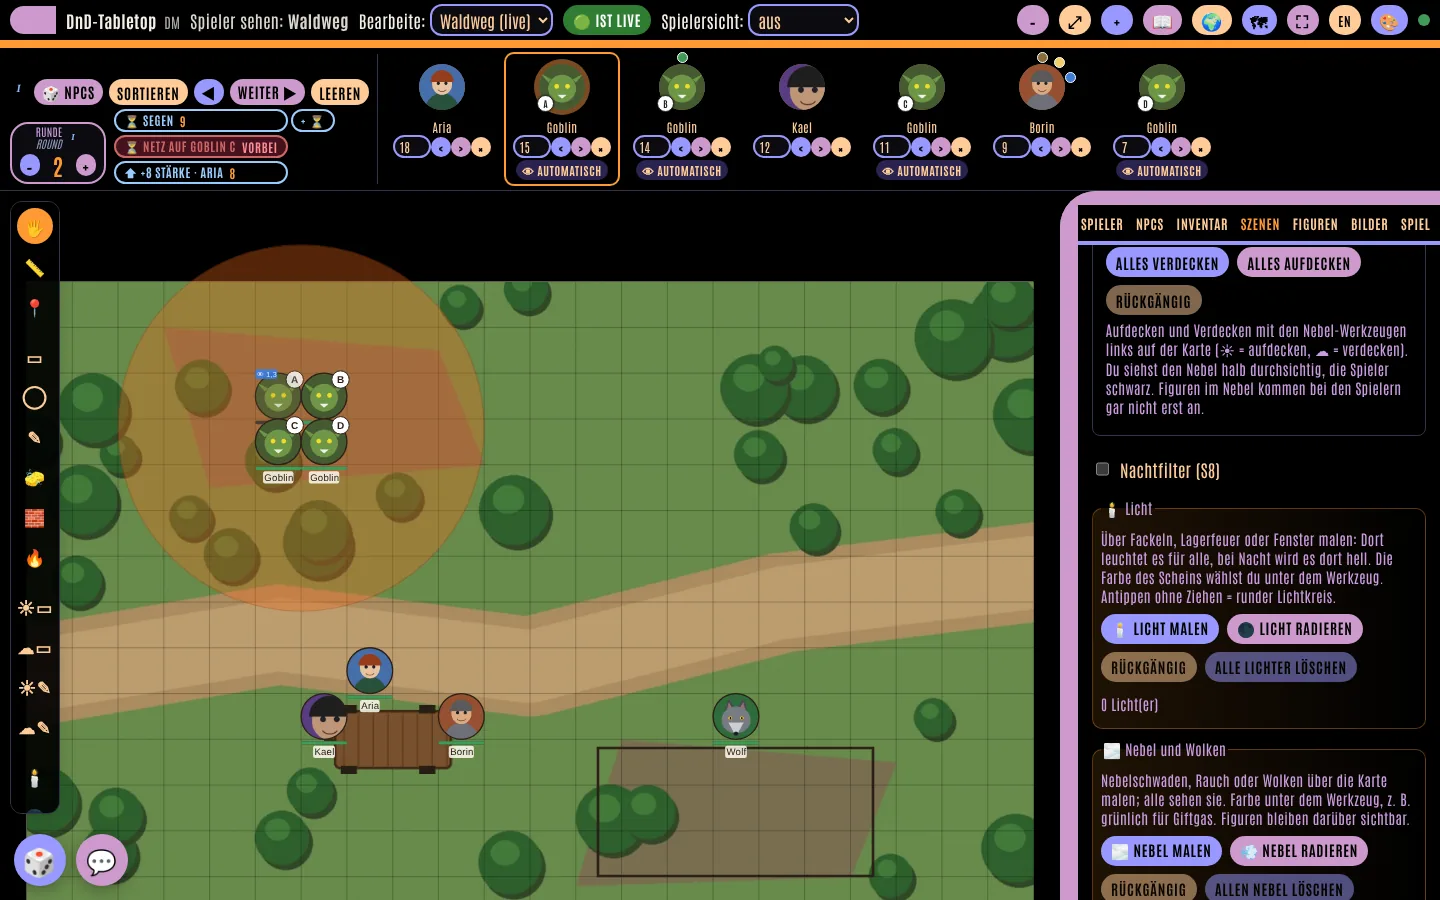 DnD-Tabletop DM Spieler sehen: Waldweg Bearbeite: Waldweg (live) IST LIVE Spielersicht: aus EN
NPCS SORTIEREN WEITER LEEREN
RUNDE
ROUND
- 2 +
SEGEN 9
NETZ AUF GOBLIN C VORBEI
+8 STÄRKE · ARIA 8
A B C D
Aria Goblin Goblin Kael Goblin Borin Goblin
18 15 14 12 11 9 7
AUTOMATISCH AUTOMATISCH AUTOMATISCH AUTOMATISCH
SPIELER NPCS INVENTAR SZENEN FIGUREN BILDER SPIEL
ALLES VERDECKEN ALLES AUFDECKEN
RÜCKGÄNGIG
Aufdecken und Verdecken mit den Nebel-Werkzeugen
links auf der Karte (☀ = aufdecken, ☁ = verdecken).
Du siehst den Nebel halb durchsichtig, die Spieler
schwarz. Figuren im Nebel kommen bei den Spielern
gar nicht erst an.
Nachtfilter (S8)
Licht
Über Fackeln, Lagerfeuer oder Fenster malen: Dort
leuchtet es für alle, bei Nacht wird es dort hell. Die
Farbe des Scheins wählst du unter dem Werkzeug.
Antippen ohne Ziehen = runder Lichtkreis.
LICHT MALEN LICHT RADIEREN
RÜCKGÄNGIG ALLE LICHTER LÖSCHEN
0 Licht(er)
Nebel und Wolken
Nebelschwaden, Rauch oder Wolken über die Karte
malen; alle sehen sie. Farbe unter dem Werkzeug, z. B.
grünlich für Giftgas. Figuren bleiben darüber sichtbar.
NEBEL MALEN NEBEL RADIEREN
RÜCKGÄNGIG ALLEN NEBEL LÖSCHEN
1,3
A B
C D
Goblin Goblin
Aria
Kael Borin Wolf